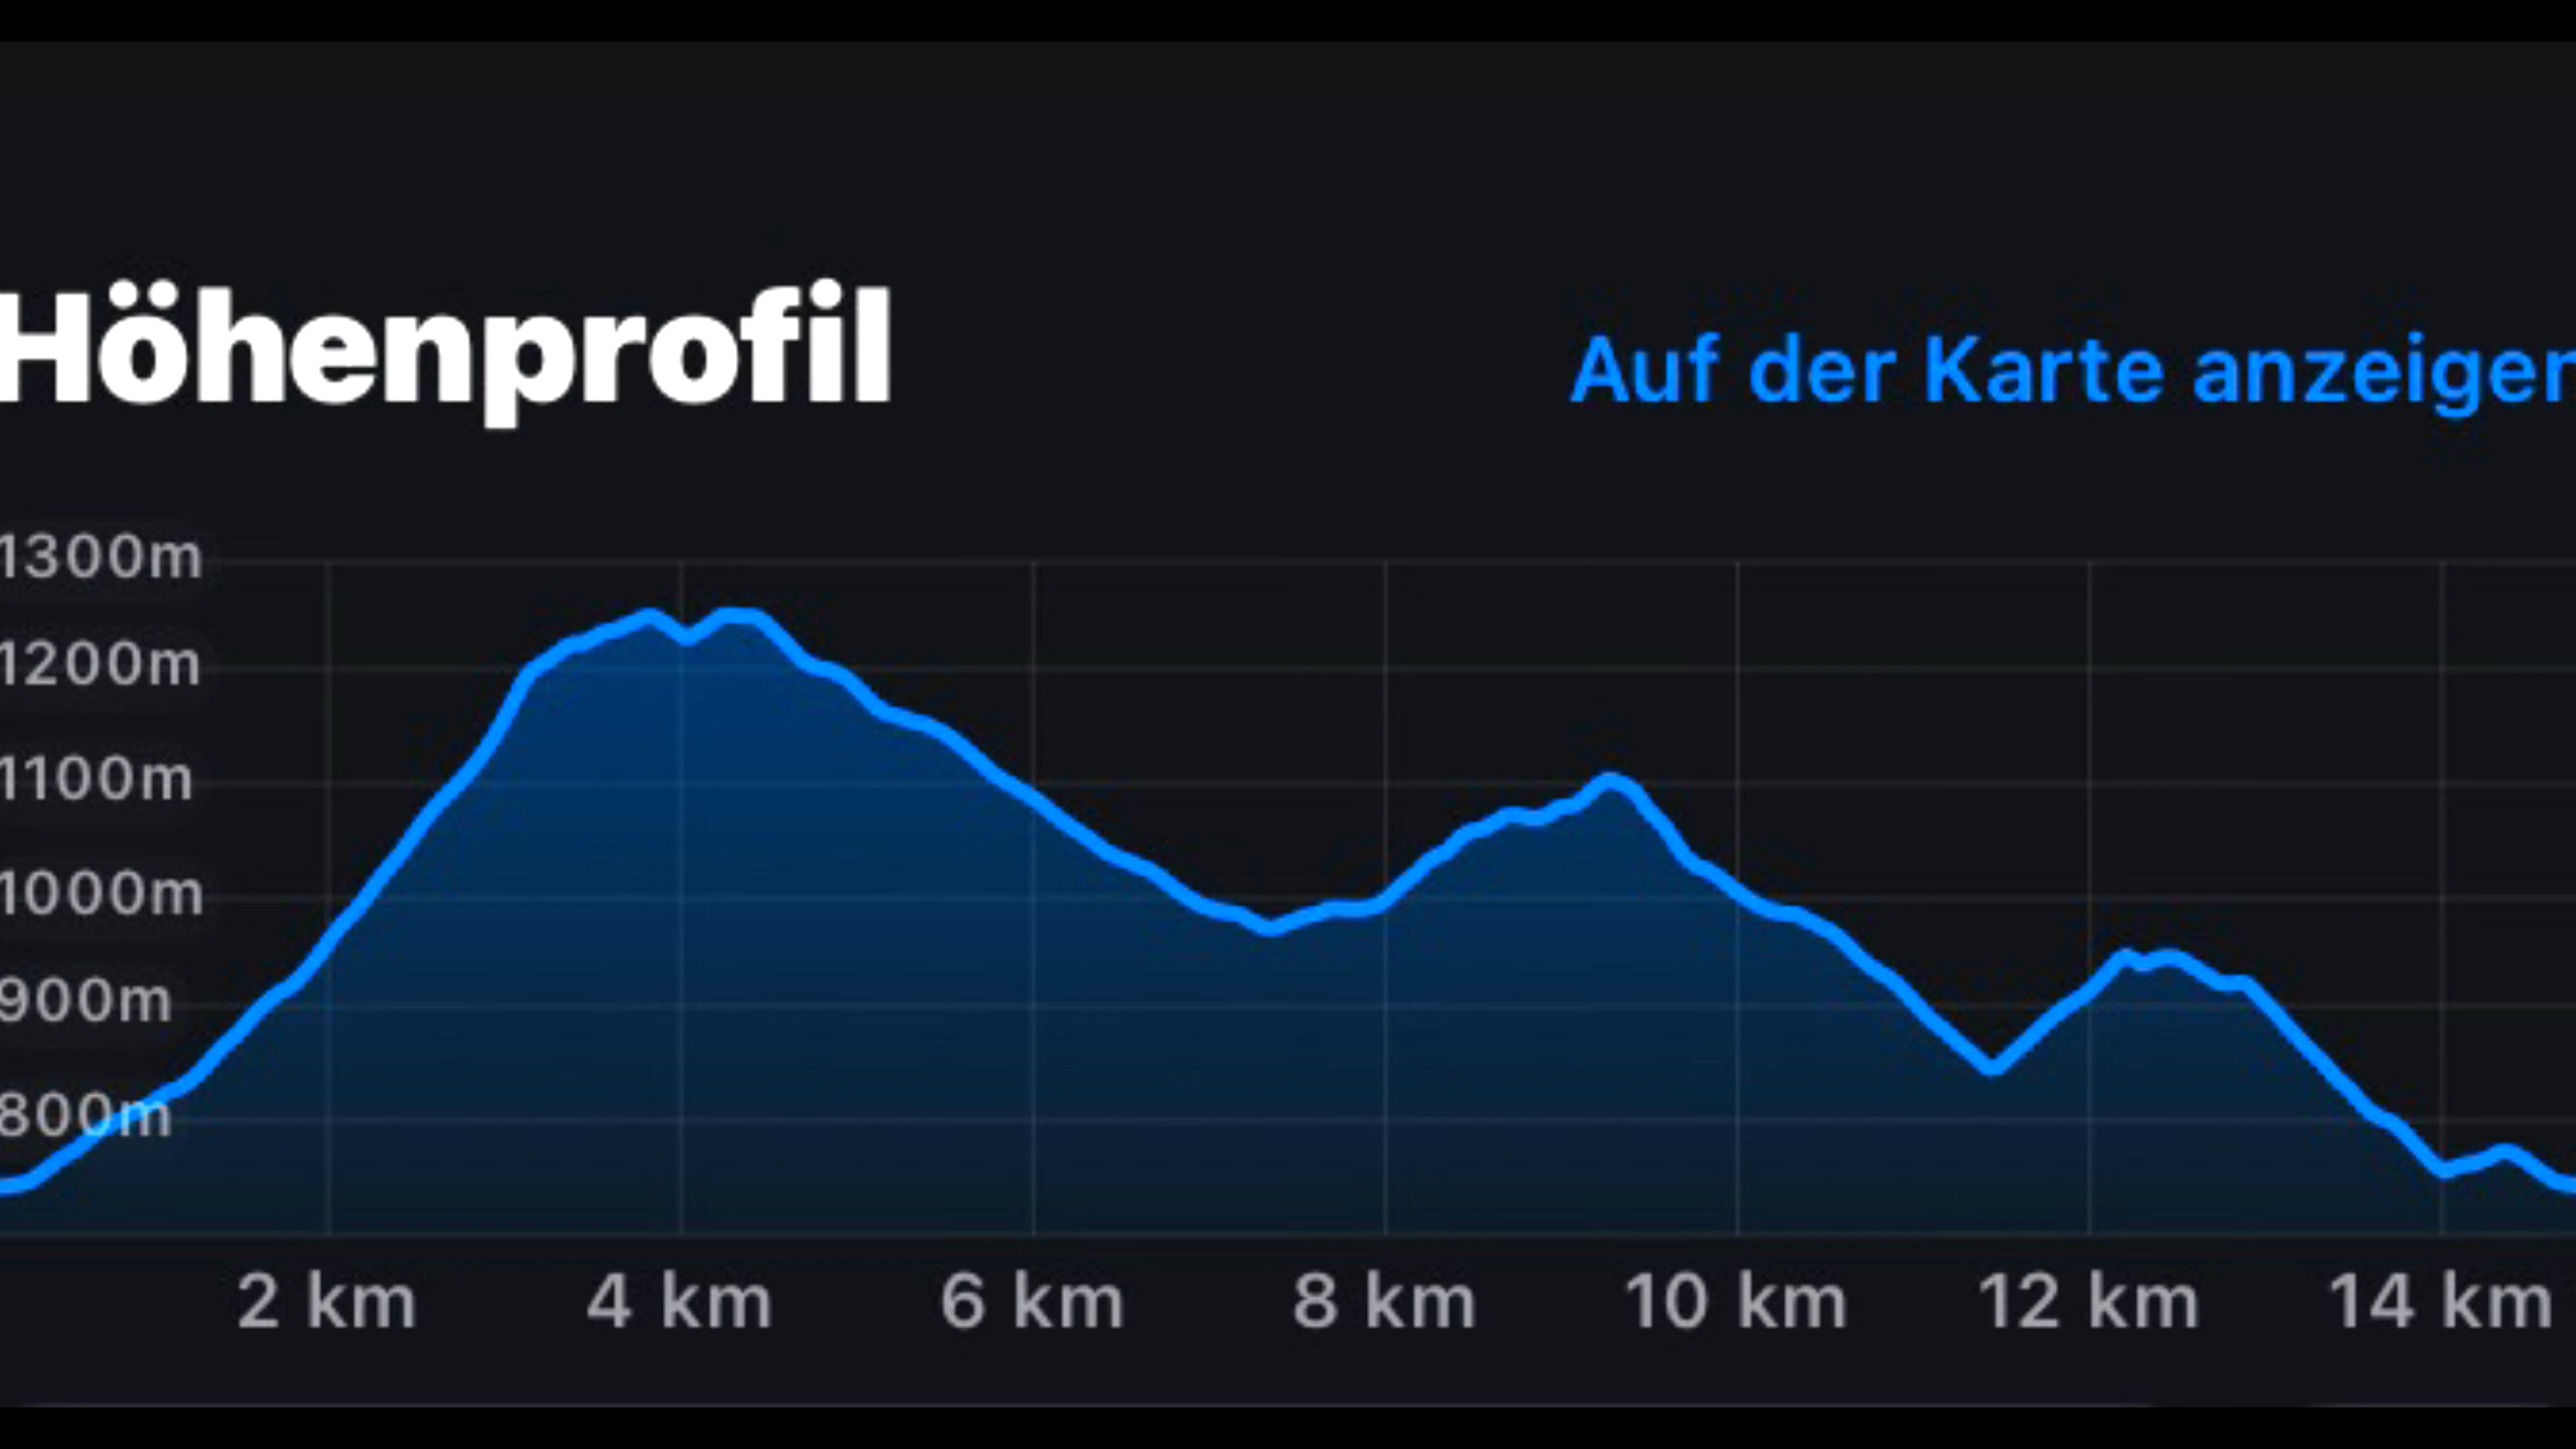 Höhenprofil
Auf der Karte anzeigen
1300m
1200m
1100m
1000m
900m
800m
2 km
4 km
6 km
8 km
10 km
12 km
14 km